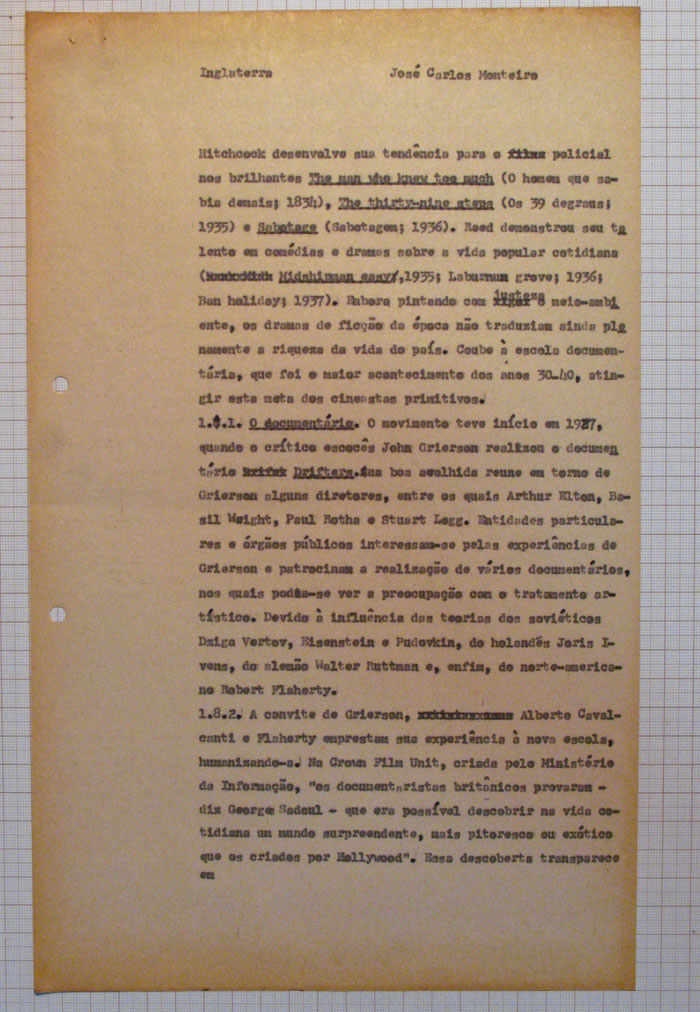 Inglaterra José Carlos Monteiro
Hitchcock desenvolve sua tendência para o films policial
nos brilhantes The man who knew too much (O homem que sa-
bia demais; 1834), The thirty-nine steps (Os 39 degraus;
1935) e Sabotage (Sabotagem; 1936). Reed demonstrou seu ta
lento em comédias e dramas sobre a vida popular cotidiana
( Midshipman easy/,1935; Laburnum grove; 1936;
Ban holiday; 1937). Embora pintando com justeza o meio-ambi
ente, os dramas de ficção da época não traduziam ainda ple
namente a riqueza da vida do país. Coube à escola documen-
tária, que foi o maior acontecimento dos anos 30-40, atin-
gir esta meta dos cineastas primitivos.
1.8.1. O documentário. O movimento teve início em 1927,
quando o crítico escocês John Grierson realizou o documen
tário Drifters. Sua boa acolhida reune em torno de
Grierson alguns diretores, entre os quais Arthur Elton, Ba-
sil Wright, Paul Rotha e Stuart Legg. Entidades particula-
res e órgãos públicos interessam-se pelas experiências de
Grierson e patrocinam a realização de vários documentários,
nos quais podia-se ver a preocupação com o tratamento ar-
tístico. Devido à influência das teorias dos soviéticos
Dziga Vertov, Eisenstein e Pudovkin, do holandês Joris I-
vens, do alemão Walter Ruttman e, enfim, do norte-america-
no Robert Flaherty.
1.8.2. A convite de Grierson, Alberto Caval-
canti e Flaherty emprestam sua experiência à nova escola,
humanizando-a. Na Crown Film Unit, criada pelo Ministério
da Informação, "os documentaristas britânicos provaram -
diz George Sadoul - que era possível descobrir na vida co-
tidiana um mundo surpreendente, mais pitoresco ou exótico
que os criados por Hollywood". Essa descoberta transparece
em